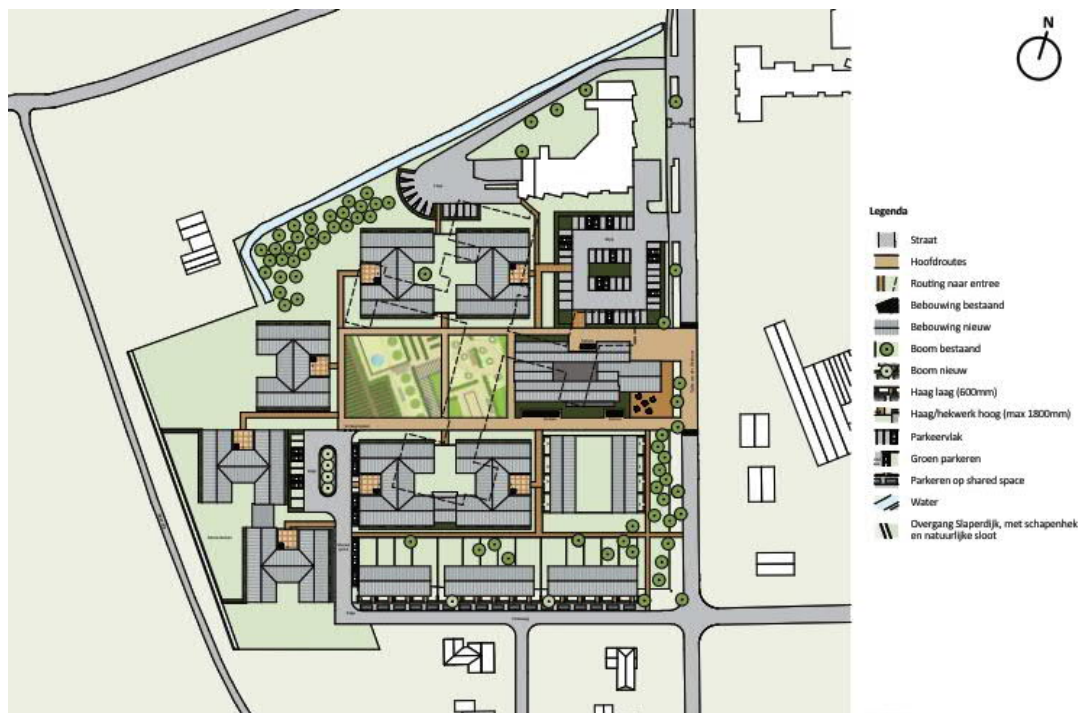 N
Legenda
Straat
Hoofdroutes
Routing naar entree
Bebouwing bestaand
Bebouwing nieuw
Boom bestaand
Boom nieuw
Haag laag (600mm)
Haag/hekwerk hoog (max 1800mm)
Parkeervlak
Groen parkeren
Parkeren op shared space
Water
Overgang Slaperdijk, met schapenhek
en natuurlijke sloot